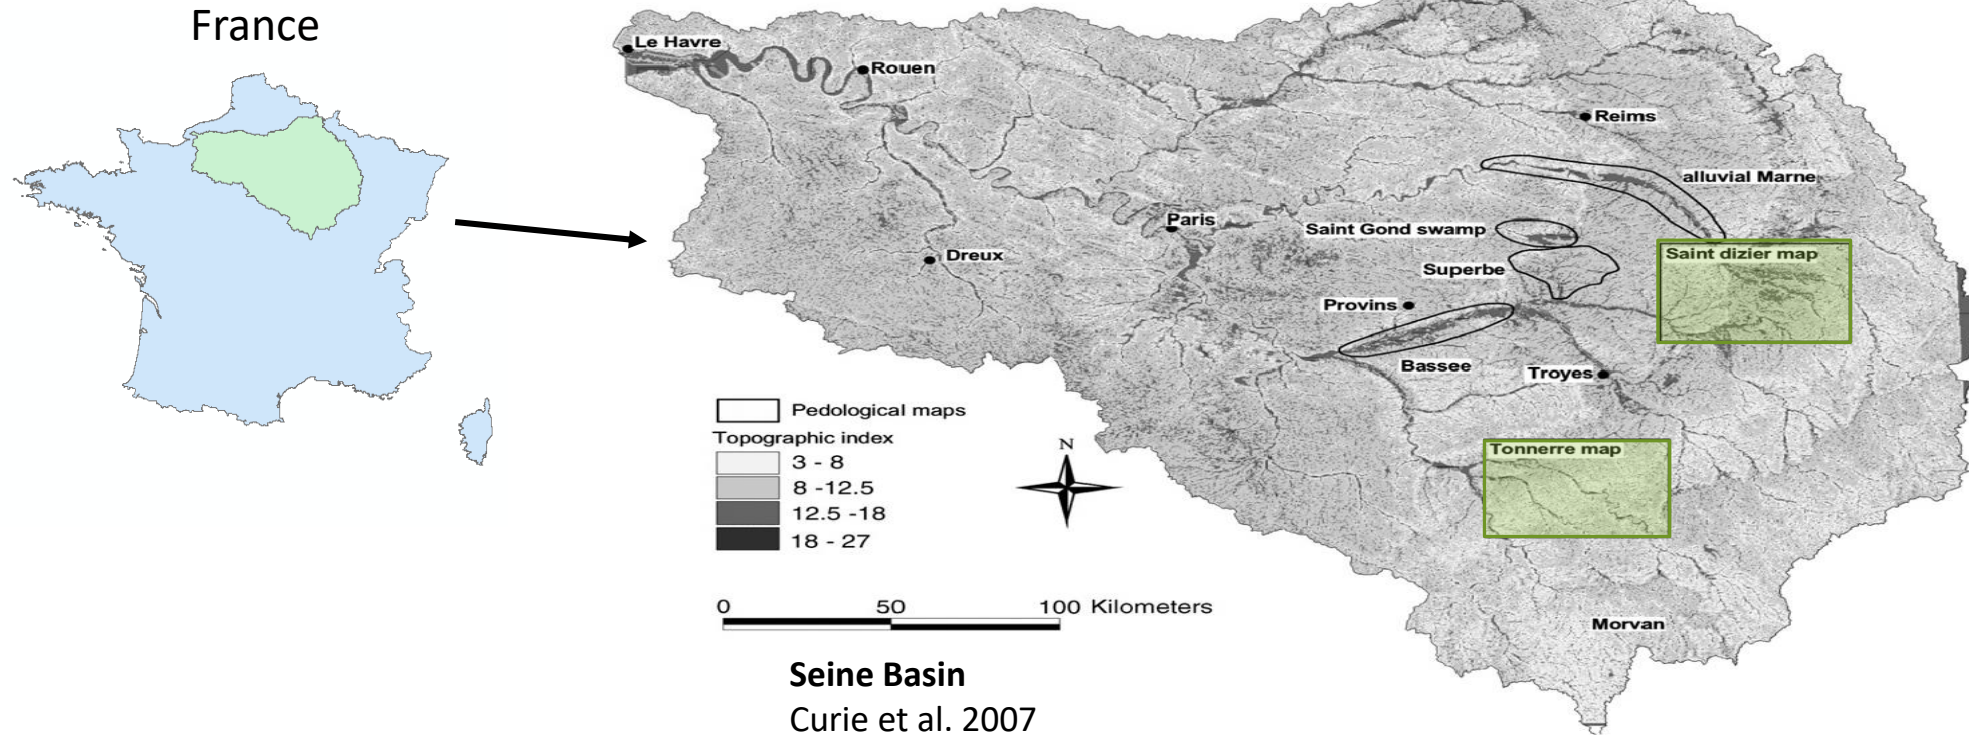 France
Le Havre
Rouen
Reims
alluvial Marne
Paris
Saint Gond swamp
Dreux
Superbe
Saint dizier map
Provins
Bassee
Troyes
Pedological maps
Topographic index
3 - 8
8 -12.5
12.5 -18
18 - 27
N
Tonnerre map
0 50 100 Kilometers
Morvan
Seine Basin
Curie et al. 2007